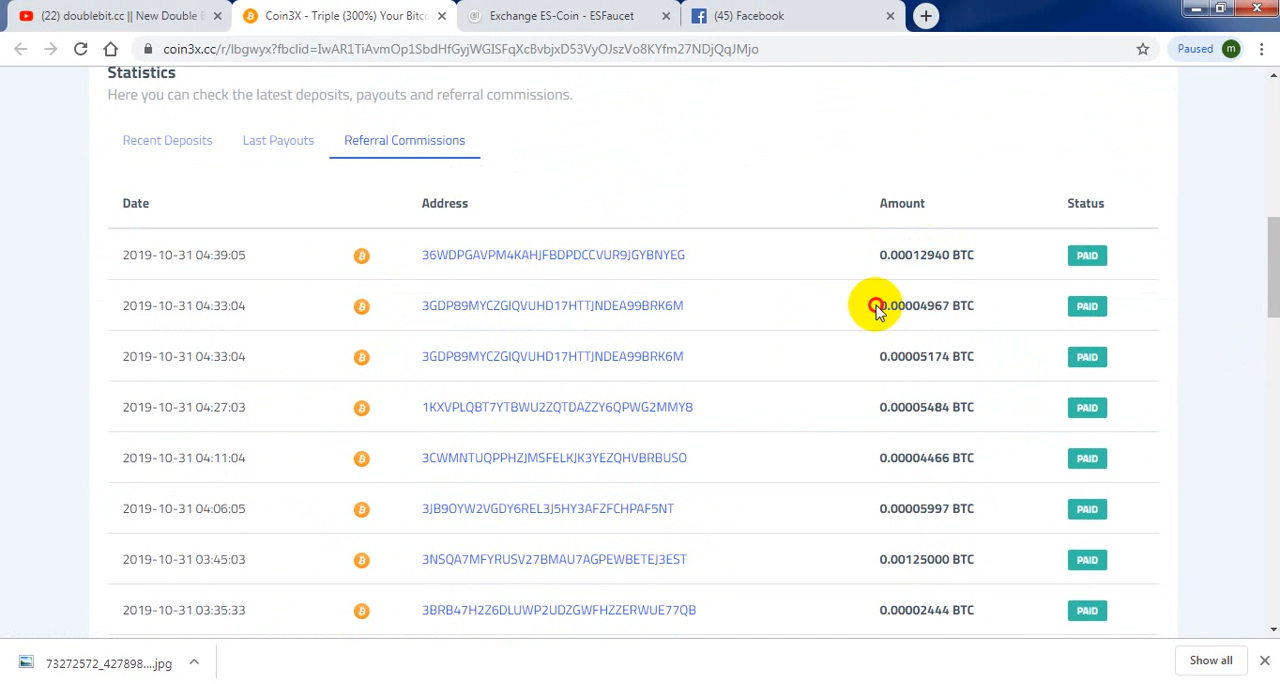 (22) doublebit.cc || New Double B
Coin3X - Triple (300%) Your Bitco
Exchange ES-Coin - ESFaucet
(45) Facebook
coin3x.cc/r/lbgwyx?fbclid=IwAR1TiAvmOp1SbdHfGyjWGISFqXcBvbjxD53VyOJszVo8KYfm27NDjQqJMjo
Paused m
Statistics
Here you can check the latest deposits, payouts and referral commissions.
Recent Deposits Last Payouts Referral Commissions
Date Address Amount Status
2019-10-31 04:39:05 36WDPGAVPM4KAHJFBDPDCCVUR9JGYBNYEG 0.00012940 BTC PAID
2019-10-31 04:33:04 3GDP89MYCZGIQVUHD17HTTJNDEA99BRK6M 0.00004967 BTC PAID
2019-10-31 04:33:04 3GDP89MYCZGIQVUHD17HTTJNDEA99BRK6M 0.00005174 BTC PAID
2019-10-31 04:27:03 1KXVPLQBT7YTBWU2ZQTDAZZY6QPWG2MMY8 0.00005484 BTC PAID
2019-10-31 04:11:04 3CWMNTUQPPHZJMSFELKJK3YEZQHVBRBUSO 0.00004466 BTC PAID
2019-10-31 04:06:05 3JB9OYW2VGDY6REL3J5HY3AFZFCHPAF5NT 0.00005997 BTC PAID
2019-10-31 03:45:03 3NSQA7MFYRUSV27BMAU7AGPEWBETEJ3EST 0.00125000 BTC PAID
2019-10-31 03:35:33 3BRB47H2Z6DLUWP2UDZGWFHZZERWUE77QB 0.00002444 BTC PAID
73272572_427898....jpg
Show all